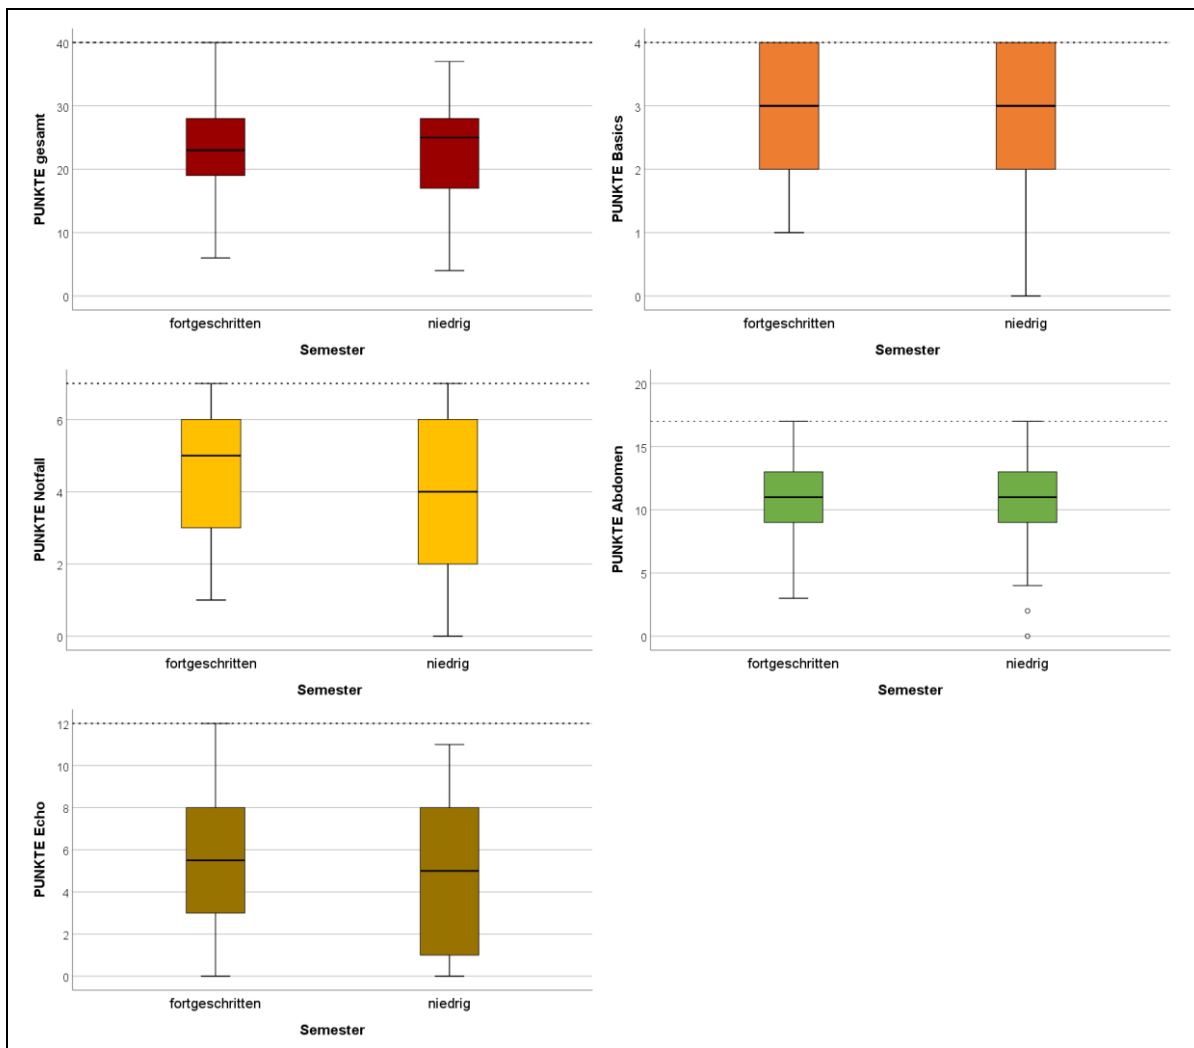 PUNKTE gesamt
40
30
20
10
0
fortgeschritten niedrig
Semester
PUNKTE Basics
4
3
2
1
0
fortgeschritten niedrig
Semester
PUNKTE Notfall
6
4
2
0
fortgeschritten niedrig
Semester
PUNKTE Abdomen
20
15
10
5
0
fortgeschritten niedrig
Semester
PUNKTE Echo
12
10
8
6
4
2
0
fortgeschritten niedrig
Semester